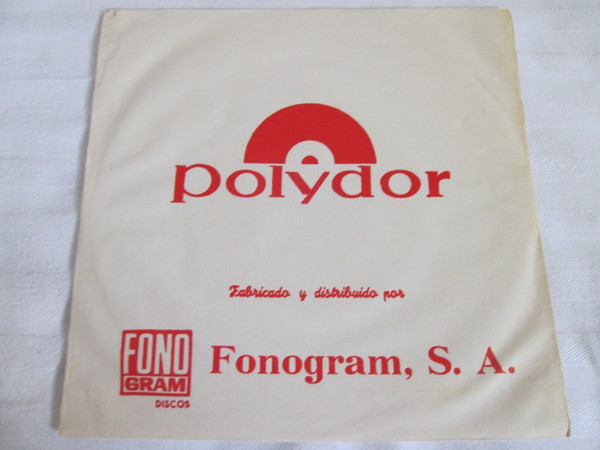 polydor
Fabricado y distribuido por
FONO
GRAM
DISCOS
Fonogram, S. A.